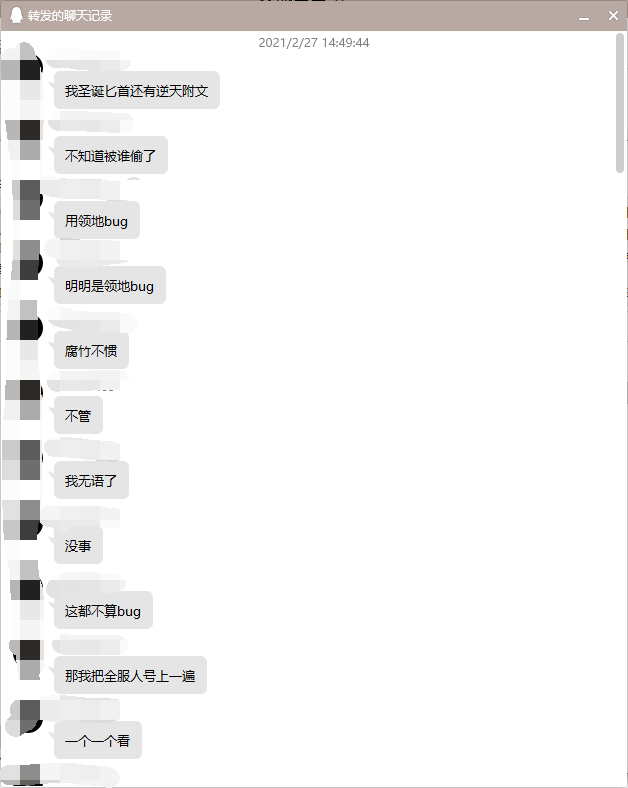 转发的聊天记录
2021/2/27 14:49:44
我圣诞匕首还有逆天附文
不知道被谁偷了
用领地bug
明明是领地bug
腐竹不惯
不管
我无语了
没事
这都不算bug
那我把全服人号上一遍
一个一个看